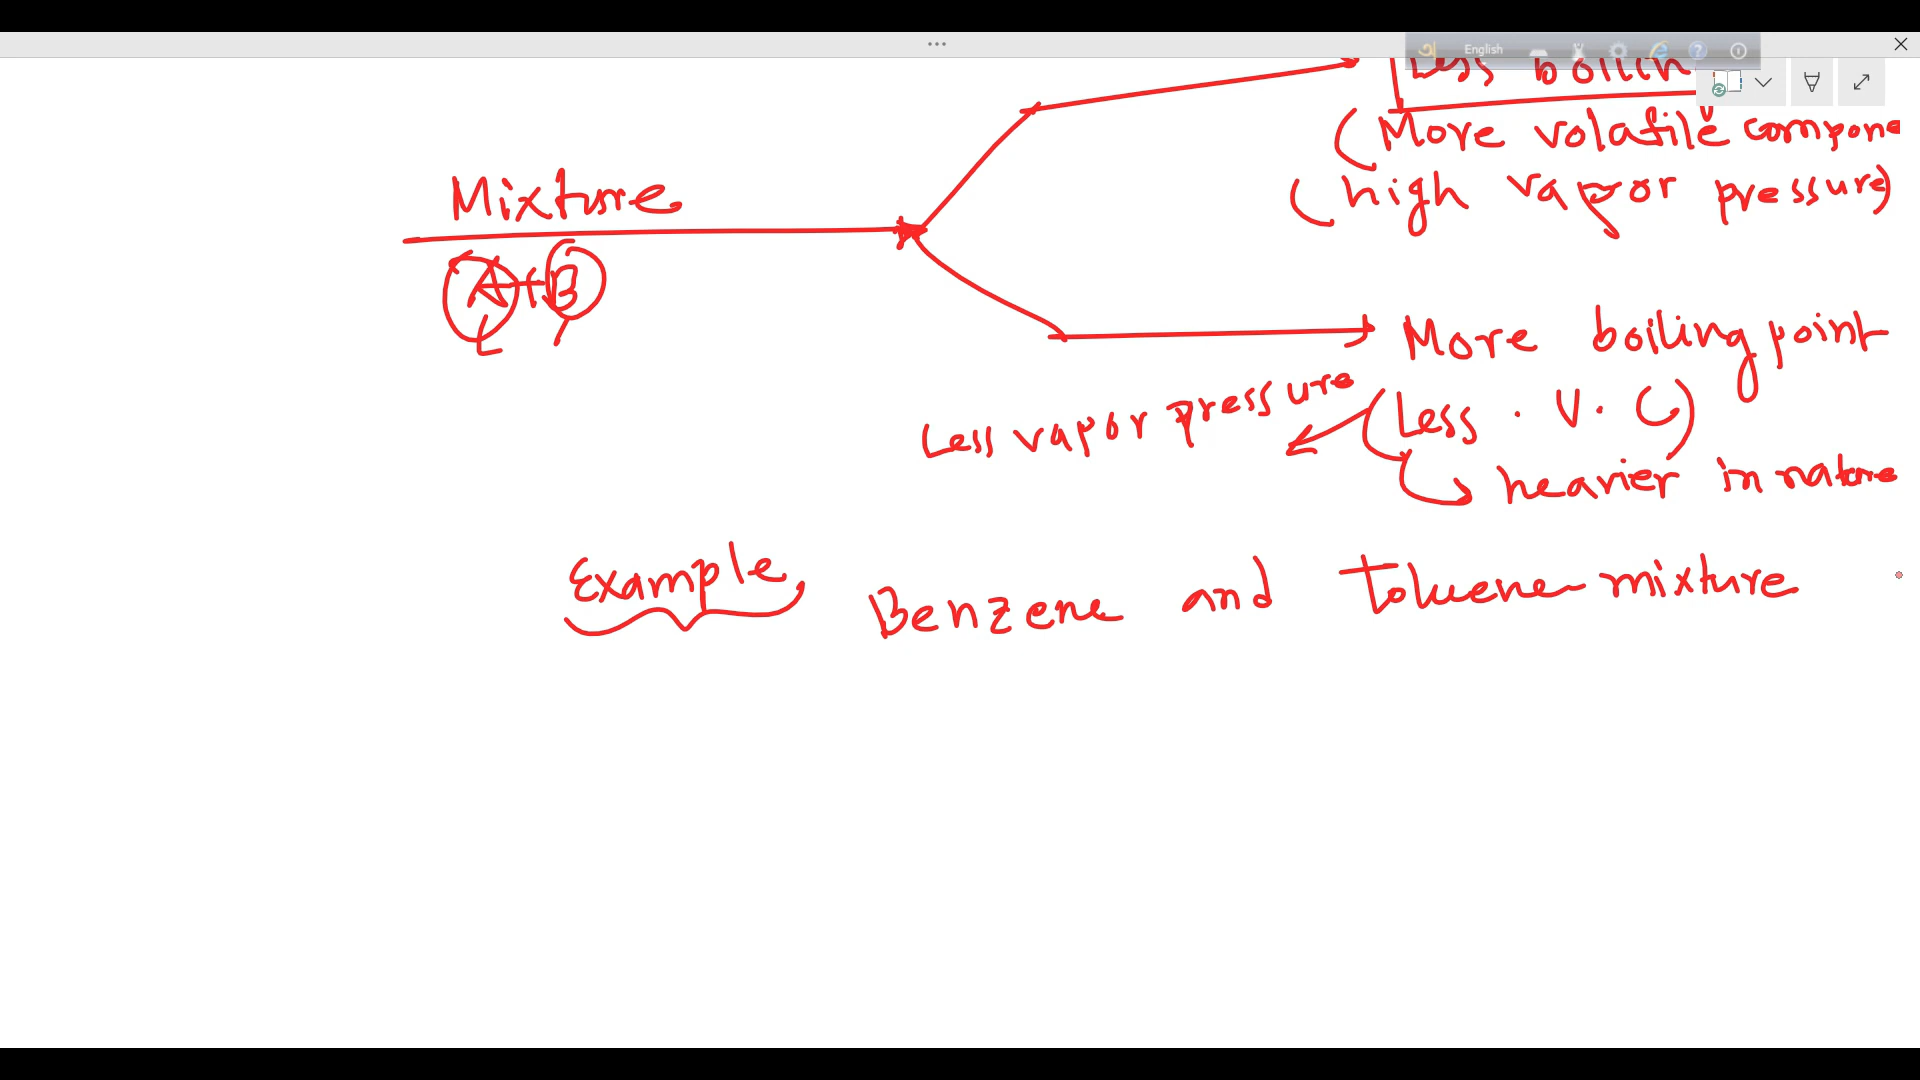 English
Less boilin
(More volatile compone
(high vapor pressure)
Mixture
A+B
More boiling point
Less vapor pressure
(Less . V. C)
heavier in nature
Example
Benzene and Toluene mixture